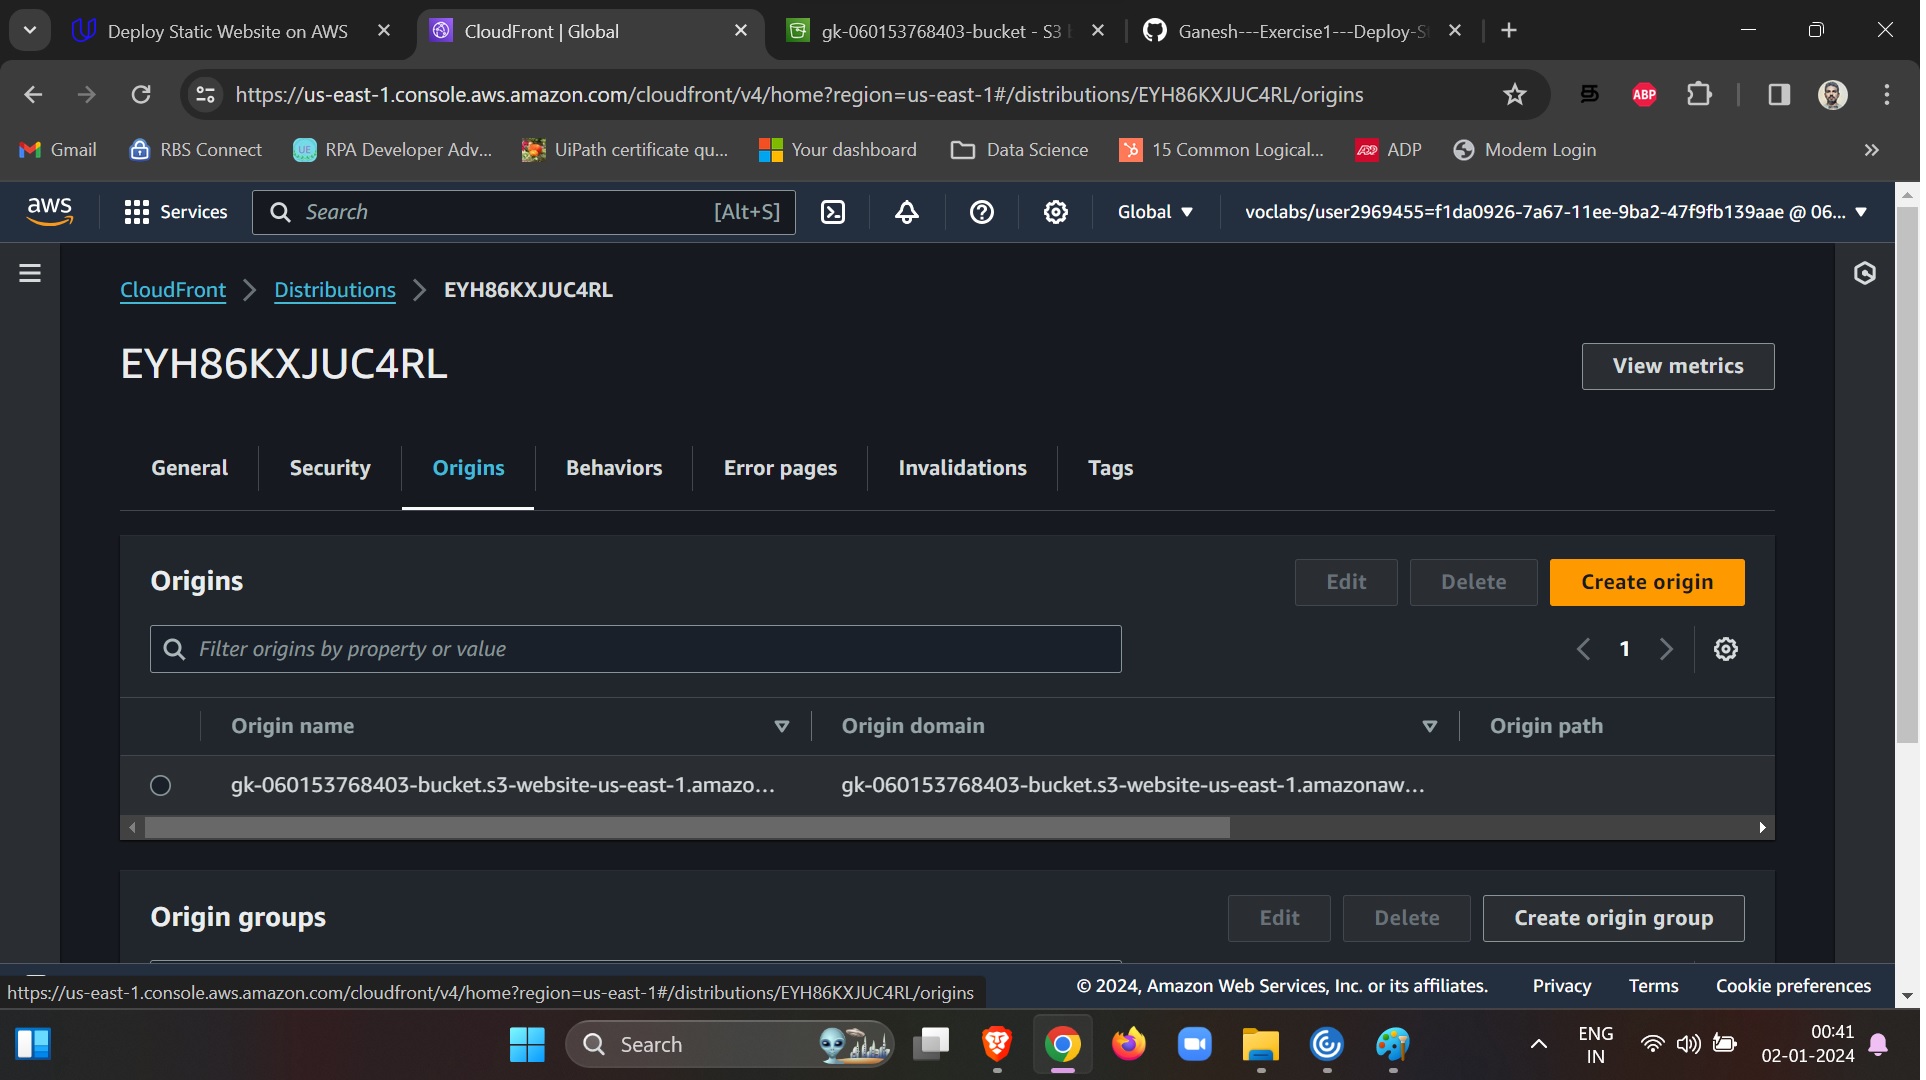 Deploy Static Website on AWS
CloudFront | Global
gk-060153768403-bucket - S3
Ganesh---Exercise1---Deploy-S
https://us-east-1.console.aws.amazon.com/cloudfront/v4/home?region=us-east-1#/distributions/EYH86KXJUC4RL/origins
ABP
Gmail
RBS Connect
UE
RPA Developer Adv...
UiPath certificate qu...
Your dashboard
Data Science
15 Common Logical...
ADP
Modem Login
aws
Services
Search
[Alt+S]
Global
voclabs/user2969455=f1da0926-7a67-11ee-9ba2-47f9fb139aae @ 06...
CloudFront
Distributions
EYH86KXJUC4RL
EYH86KXJUC4RL
View metrics
General
Security
Origins
Behaviors
Error pages
Invalidations
Tags
Origins
Edit
Delete
Create origin
Filter origins by property or value
1
Origin name
Origin domain
Origin path
gk-060153768403-bucket.s3-website-us-east-1.amazo...
gk-060153768403-bucket.s3-website-us-east-1.amazonaw...
Origin groups
Edit
Delete
Create origin group
https://us-east-1.console.aws.amazon.com/cloudfront/v4/home?region=us-east-1#/distributions/EYH86KXJUC4RL/origins
© 2024, Amazon Web Services, Inc. or its affiliates.
Privacy
Terms
Cookie preferences
Search
ENG
IN
00:41
02-01-2024